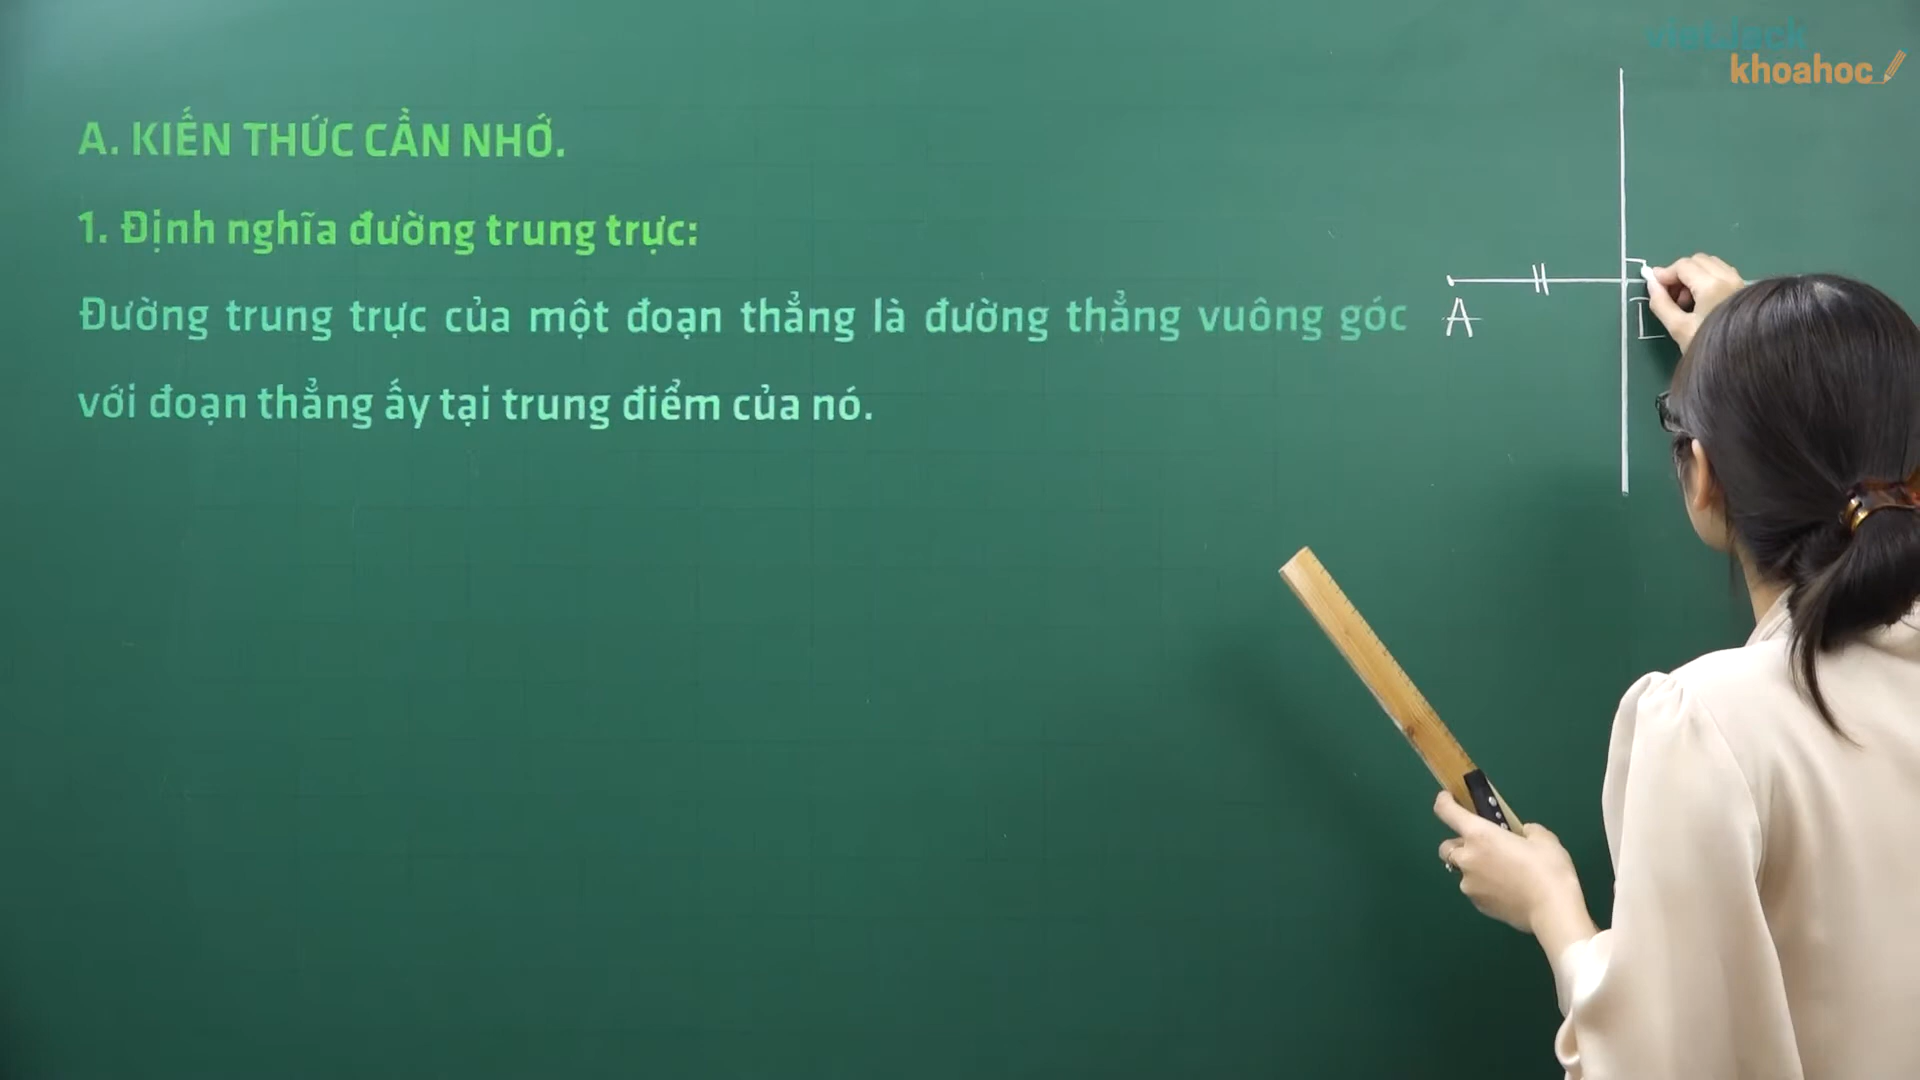 vietJack
khoahoc
A. KIẾN THỨC CẦN NHỚ.
1. Định nghĩa đường trung trực:
Đường trung trực của một đoạn thẳng là đường thẳng vuông góc
với đoạn thẳng ấy tại trung điểm của nó.
A